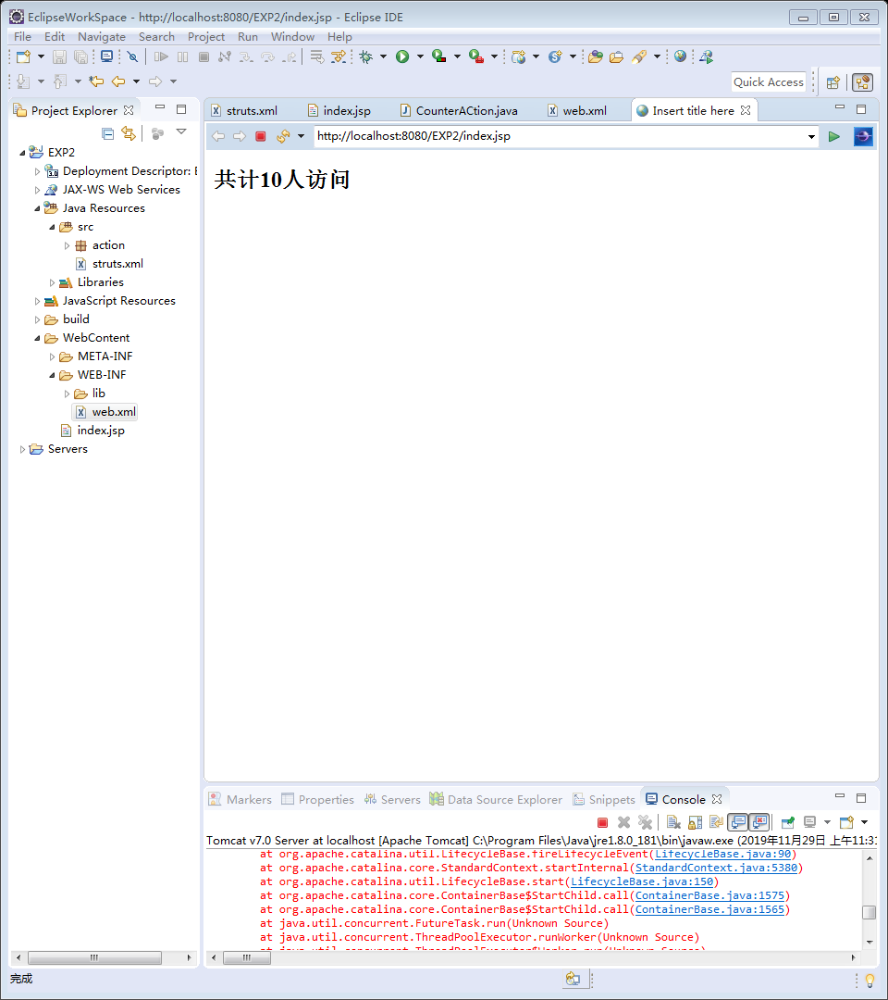 EclipseWorkSpace - http://localhost:8080/EXP2/index.jsp - Eclipse IDE
File Edit Navigate Search Project Run Window Help
Quick Access
Project Explorer
EXP2
Deployment Descriptor: E
JAX-WS Web Services
Java Resources
src
action
struts.xml
Libraries
JavaScript Resources
build
WebContent
META-INF
WEB-INF
lib
web.xml
index.jsp
Servers
struts.xml index.jsp CounterACtion.java web.xml Insert title here
http://localhost:8080/EXP2/index.jsp
共计10人访问
Markers Properties Servers Data Source Explorer Snippets Console
Tomcat v7.0 Server at localhost [Apache Tomcat] C:\Program Files\Java\jre1.8.0_181\bin\javaw.exe (2019年11月29日 上午11:31
at org.apache.catalina.util.LifecycleBase.fireLifecycleEvent(LifecycleBase.java:90)
at org.apache.catalina.core.StandardContext.startInternal(StandardContext.java:5380)
at org.apache.catalina.util.LifecycleBase.start(LifecycleBase.java:150)
at org.apache.catalina.core.ContainerBase$StartChild.call(ContainerBase.java:1575)
at org.apache.catalina.core.ContainerBase$StartChild.call(ContainerBase.java:1565)
at java.util.concurrent.FutureTask.run(Unknown Source)
at java.util.concurrent.ThreadPoolExecutor.runWorker(Unknown Source)
at java.util.concurrent.ThreadPoolExecutor$Worker.run(Unknown Source)
完成